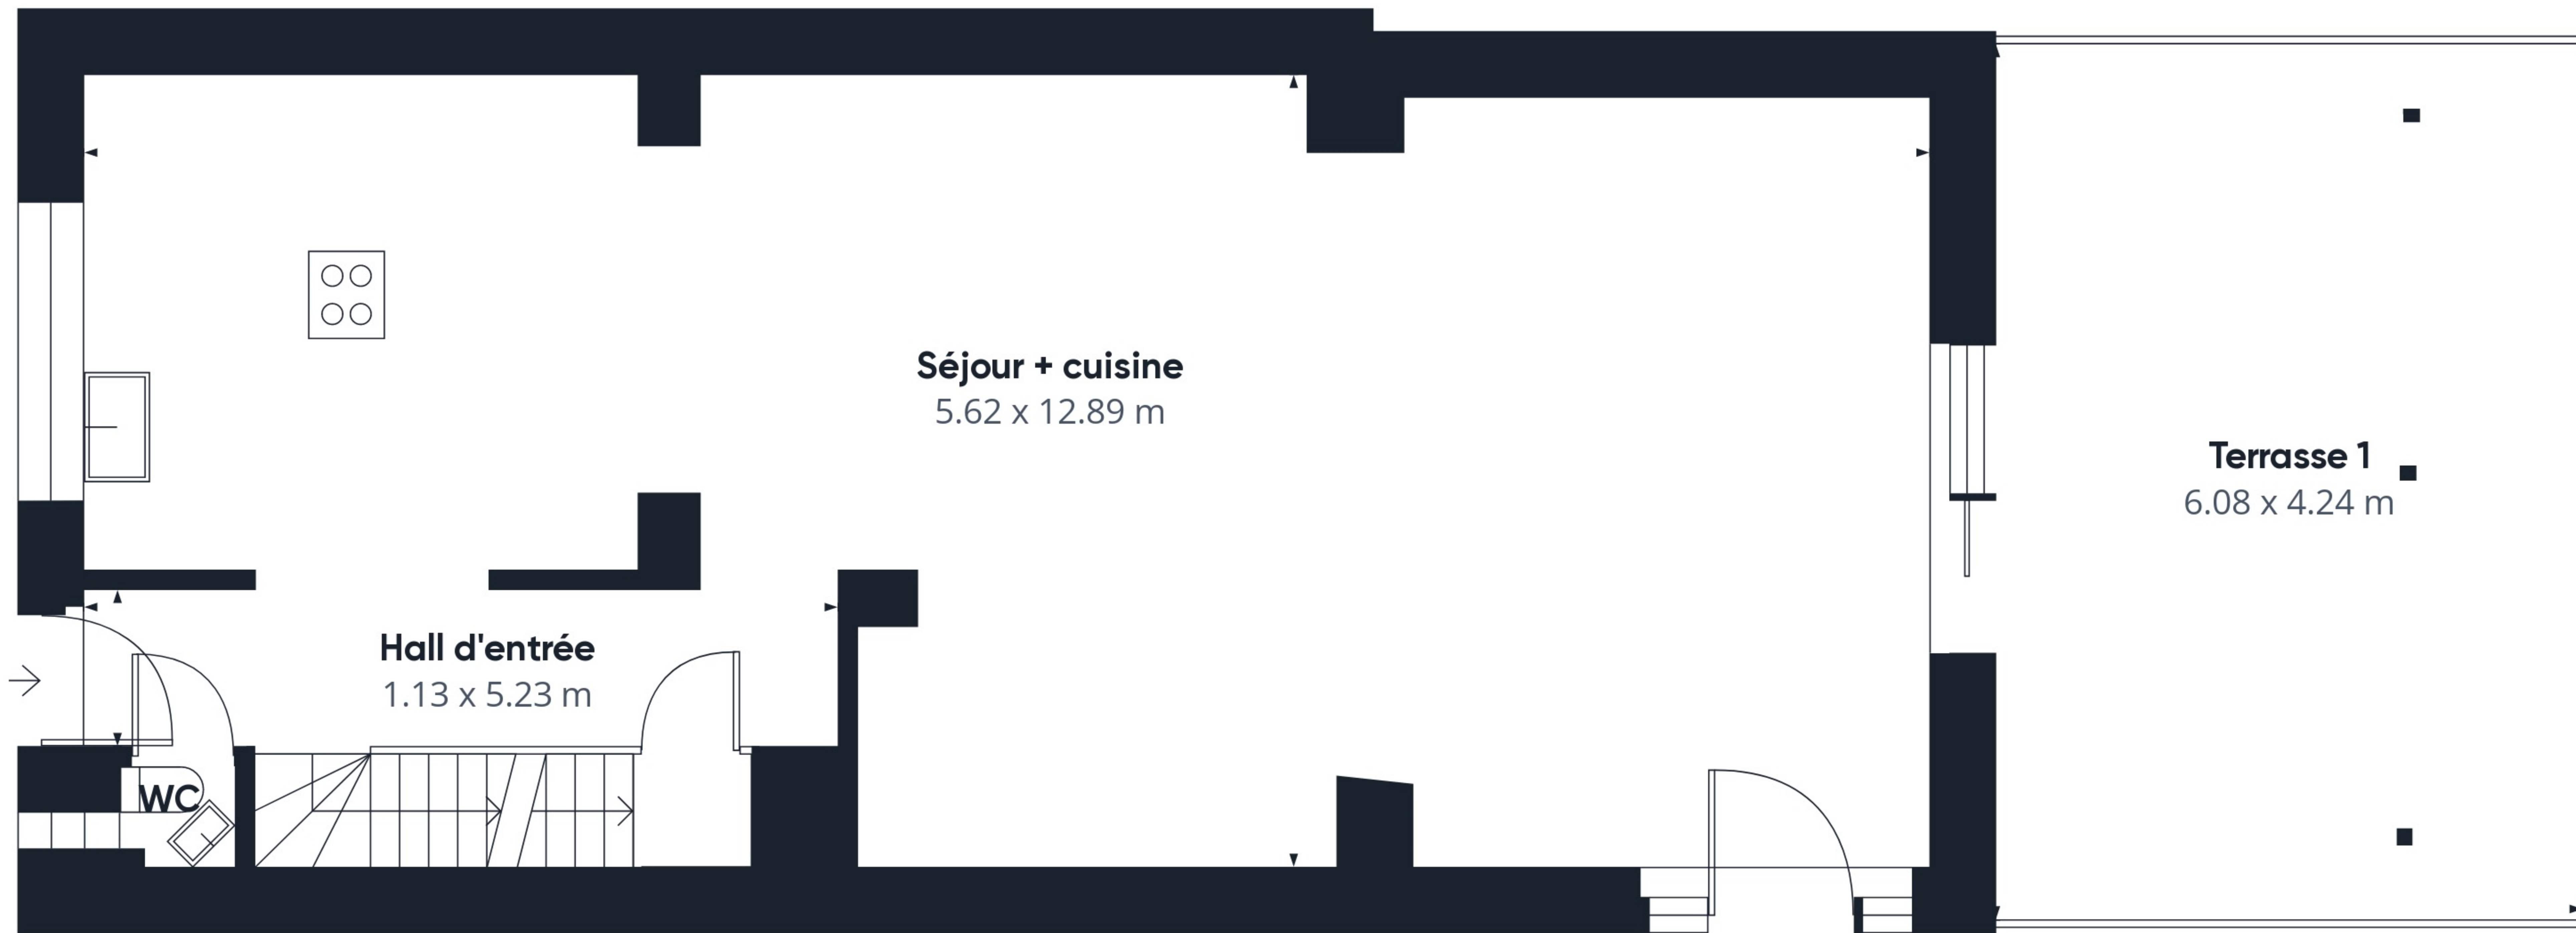 Séjour + cuisine
5.62 x 12.89 m
Terrasse 1
6.08 x 4.24 m
Hall d'entrée
1.13 x 5.23 m
WC